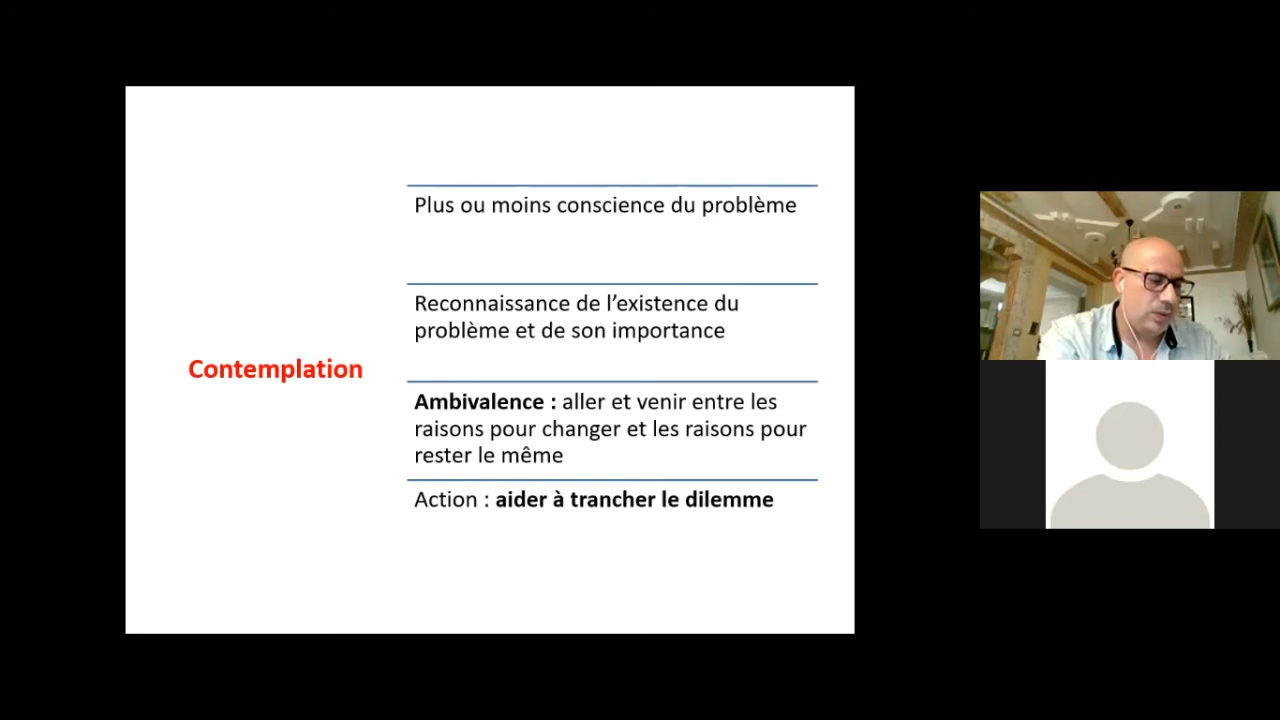 Plus ou moins conscience du problème
Reconnaissance de l’existence du
problème et de son importance
Contemplation
Ambivalence : aller et venir entre les
raisons pour changer et les raisons pour
rester le même
Action : aider à trancher le dilemme